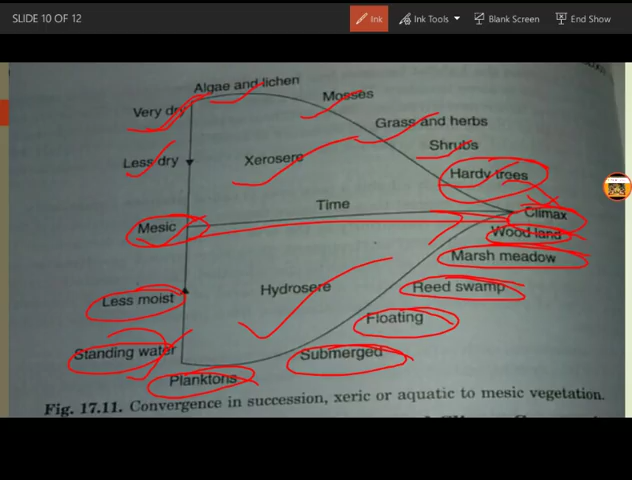 SLIDE 10 OF 12
Ink
Ink Tools
Blank Screen
End Show
Algae and lichen
Very dry
Mosses
Grass and herbs
Shrubs
Less dry
Xerosere
Hardy trees
Time
Climax
Mesic
Wood land
Marsh meadow
Hydrosere
Reed swamp
Less moist
Floating
Standing water
Submerged
Planktons
Fig. 17.11. Convergence in succession, xeric or aquatic to mesic vegetation.